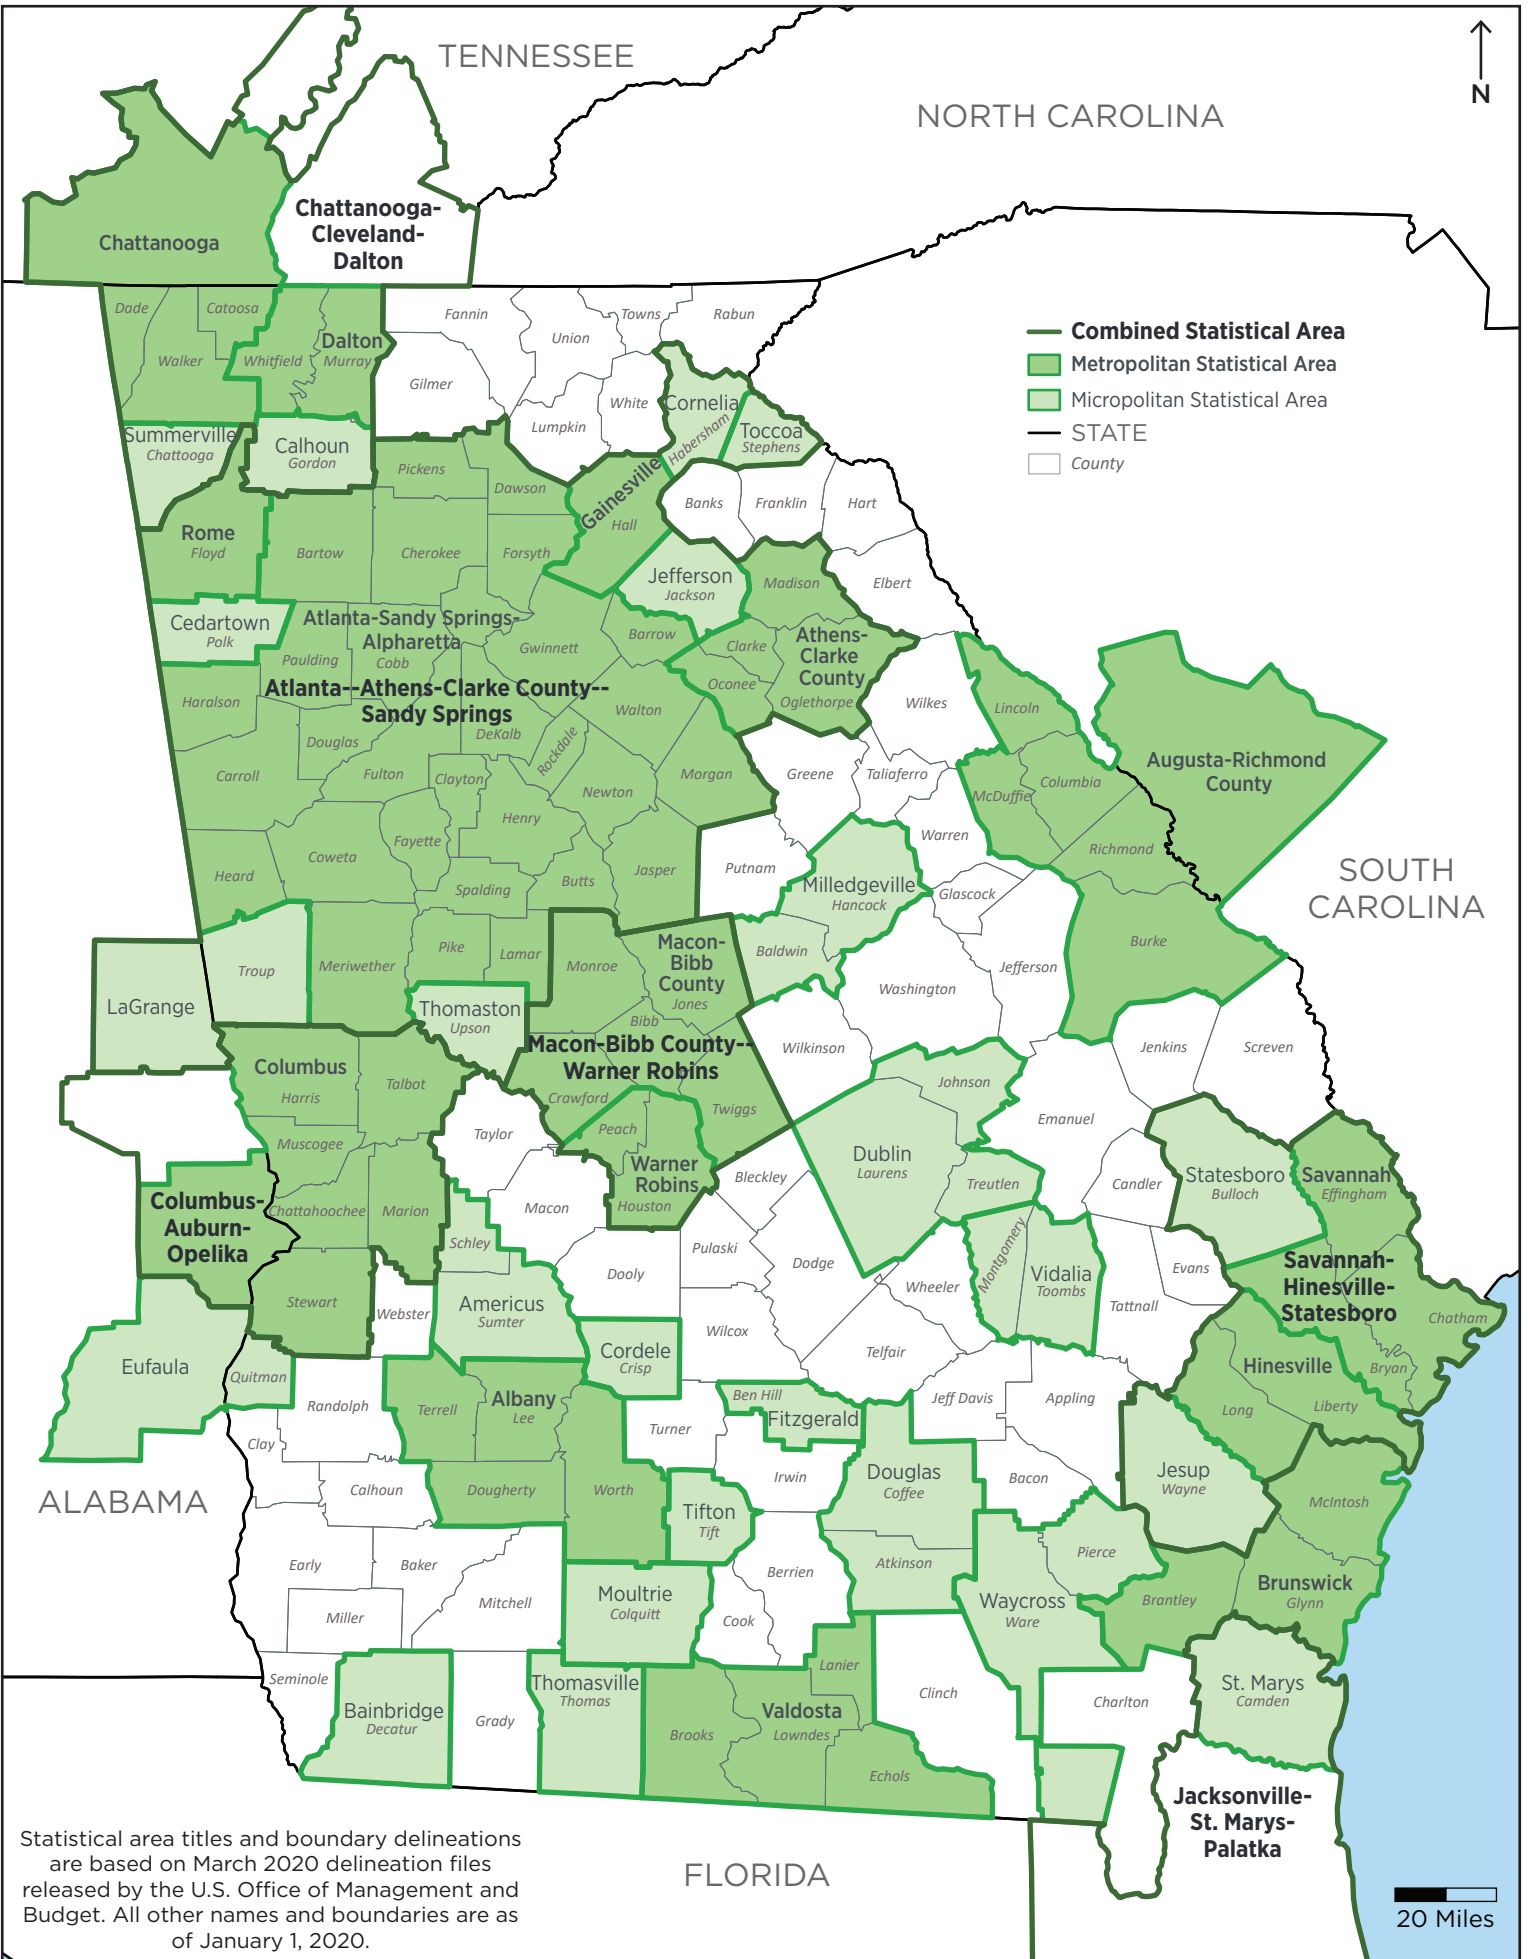 TENNESSEE
NORTH CAROLINA
N
Chattanooga-
Cleveland-
Dalton
Chattanooga
Combined Statistical Area
Metropolitan Statistical Area
Micropolitan Statistical Area
STATE
County
Dade
Catoosa
Walker
Whitfield
Dalton
Murray
Fannin
Union
Towns
Rabun
Gilmer
White
Lumpkin
Cornelia
Habersham
Toccoa
Stephens
Summerville
Chattooga
Calhoun
Gordon
Pickens
Dawson
Gainesville
Hall
Banks
Franklin
Hart
Rome
Floyd
Bartow
Cherokee
Forsyth
Jefferson
Jackson
Madison
Elbert
Cedartown
Polk
Atlanta-Sandy Springs-
Alpharetta
Paulding
Cobb
Gwinnett
Barrow
Clarke
Athens-
Clarke
County
Oconee
Oglethorpe
Atlanta--Athens-Clarke County--
Sandy Springs
Haralson
Douglas
DeKalb
Rockdale
Walton
Wilkes
Lincoln
Carroll
Fulton
Clayton
Newton
Morgan
Greene
Taliaferro
McDuffie
Columbia
Augusta-Richmond
County
Henry
Fayette
Coweta
Heard
Spalding
Butts
Jasper
Putnam
Warren
Richmond
Milledgeville
Hancock
Glascock
SOUTH
CAROLINA
Troup
Meriwether
Pike
Lamar
Monroe
Macon-
Bibb
County
Jones
Baldwin
Jefferson
Burke
Washington
LaGrange
Thomaston
Upson
Bibb
Macon-Bibb County--
Warner Robins
Wilkinson
Jenkins
Screven
Columbus
Harris
Talbot
Crawford
Twiggs
Johnson
Emanuel
Muscogee
Taylor
Peach
Warner
Robins
Houston
Bleckley
Dublin
Laurens
Treutlen
Candler
Statesboro
Bulloch
Savannah
Effingham
Columbus-
Auburn-
Opelika
Chattahoochee
Marion
Macon
Schley
Pulaski
Dodge
Dooly
Wheeler
Montgomery
Vidalia
Toombs
Evans
Tattnall
Savannah-
Hinesville-
Statesboro
Chatham
Stewart
Webster
Americus
Sumter
Wilcox
Telfair
Eufaula
Quitman
Cordele
Crisp
Hinesville
Bryan
Randolph
Terrell
Albany
Lee
Ben Hill
Fitzgerald
Jeff Davis
Appling
Long
Liberty
Clay
Turner
Irwin
Douglas
Coffee
Bacon
Jesup
Wayne
McIntosh
ALABAMA
Calhoun
Dougherty
Worth
Tifton
Tift
Early
Baker
Berrien
Atkinson
Pierce
Miller
Mitchell
Moultrie
Colquitt
Cook
Waycross
Ware
Brantley
Brunswick
Glynn
Seminole
Bainbridge
Decatur
Grady
Thomasville
Thomas
Brooks
Valdosta
Lowndes
Lanier
Echols
Clinch
Charlton
St. Marys
Camden
Jacksonville-
St. Marys-
Palatka
FLORIDA
20 Miles
Statistical area titles and boundary delineations
are based on March 2020 delineation files
released by the U.S. Office of Management and
Budget. All other names and boundaries are as
of January 1, 2020.